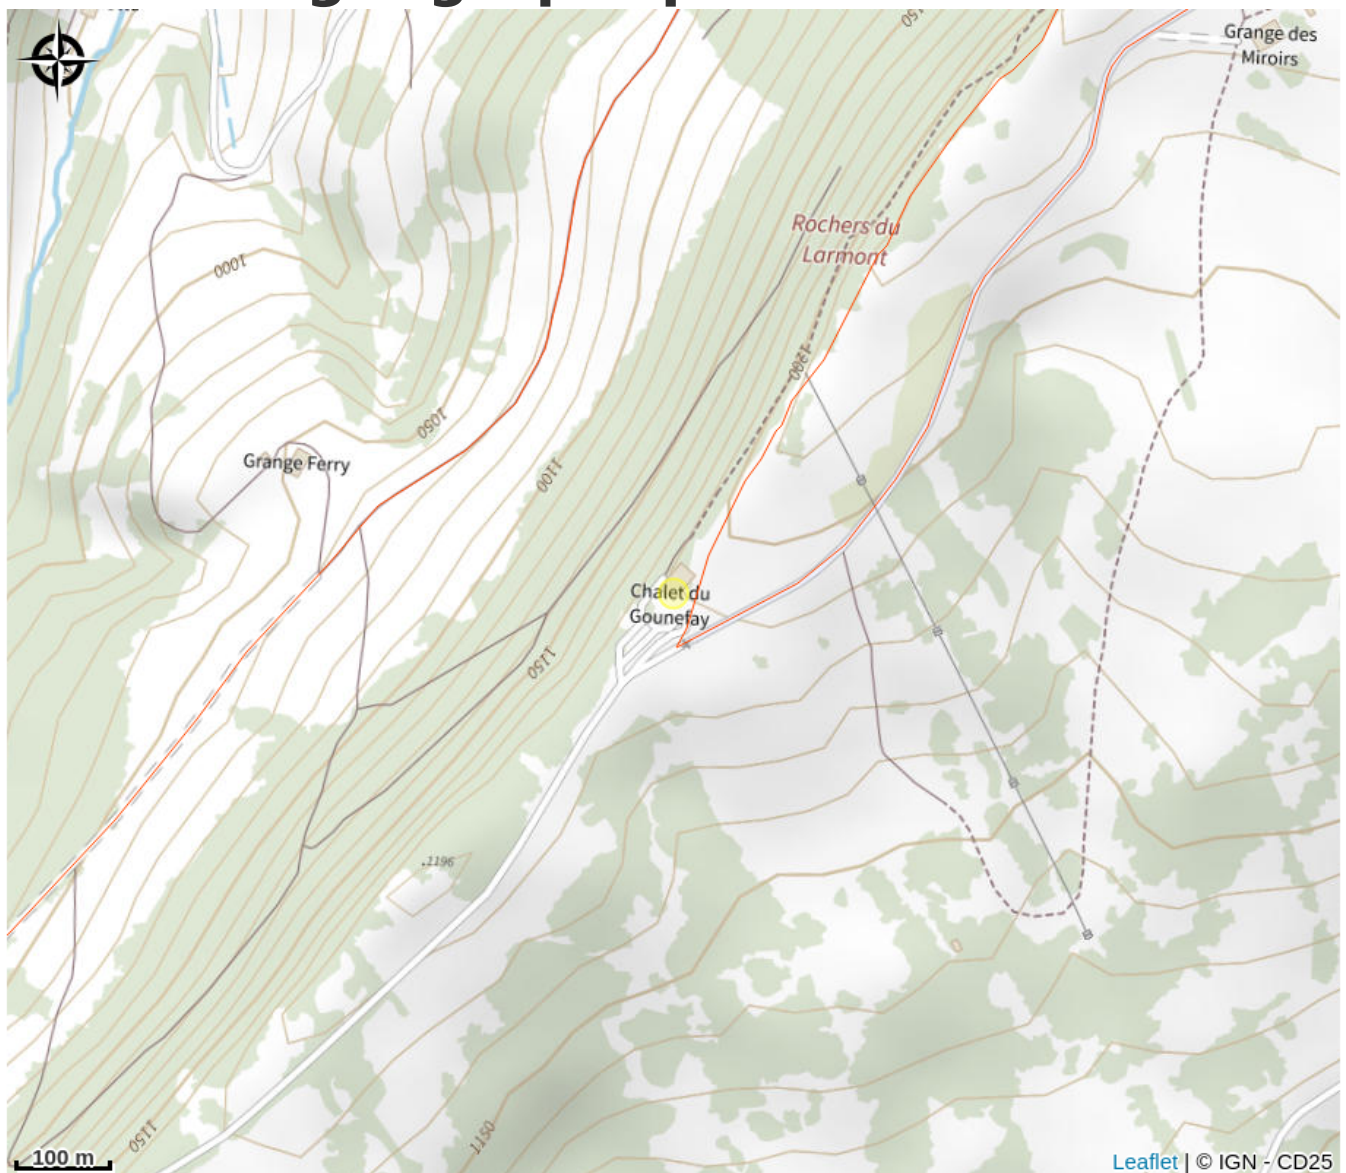 Grange des
Miroirs
1150
Rochers du
Larmont
1000
1200
1050
Grange Ferry
1100
Chalet du
Gounefay
1150
1196
1150
1150
100 m
Leaflet | © IGN - CD25